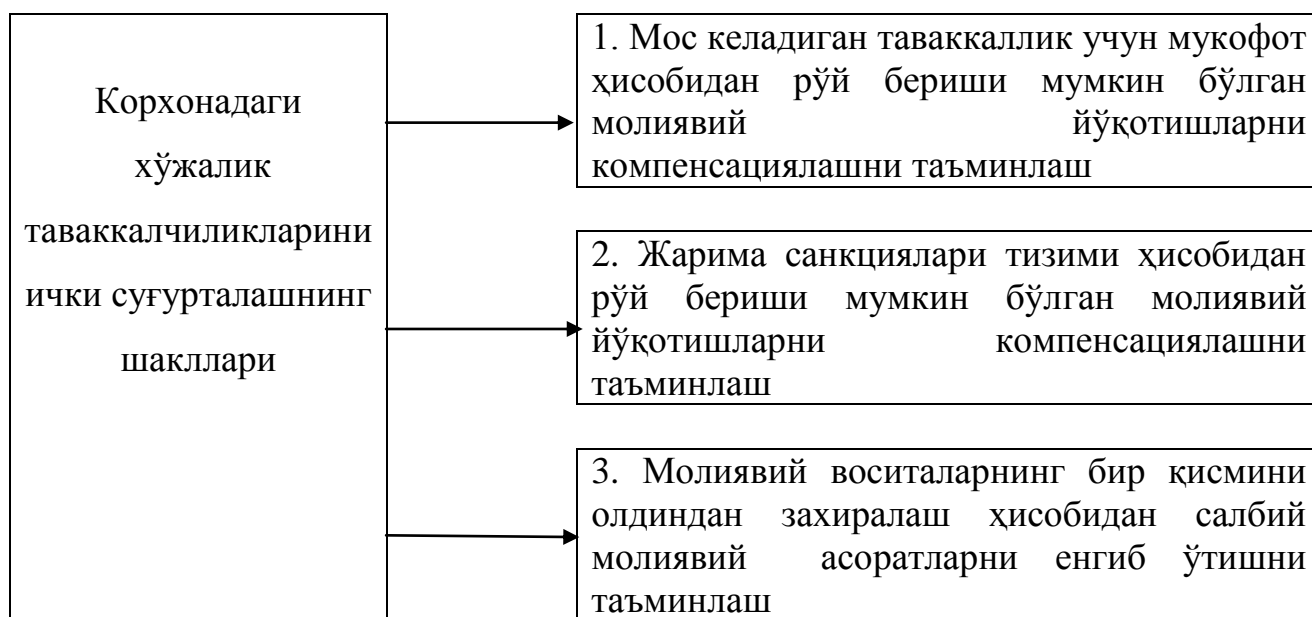 Корхонадаги
хўжалик
таваккалчиликларини
ички суғурталашнинг
шакллари
1. Мос келадиган таваккаллик учун мукофот
ҳисобидан рўй бериши мумкин бўлган
молиявий йўқотишларни
компенсациялашни таъминлаш
2. Жарима санкциялари тизими ҳисобидан
рўй бериши мумкин бўлган молиявий
йўқотишларни компенсациялашни
таъминлаш
3. Молиявий воситаларнинг бир қисмини
олдиндан захиралаш ҳисобидан салбий
молиявий асоратларни енгиб ўтишни
таъминлаш